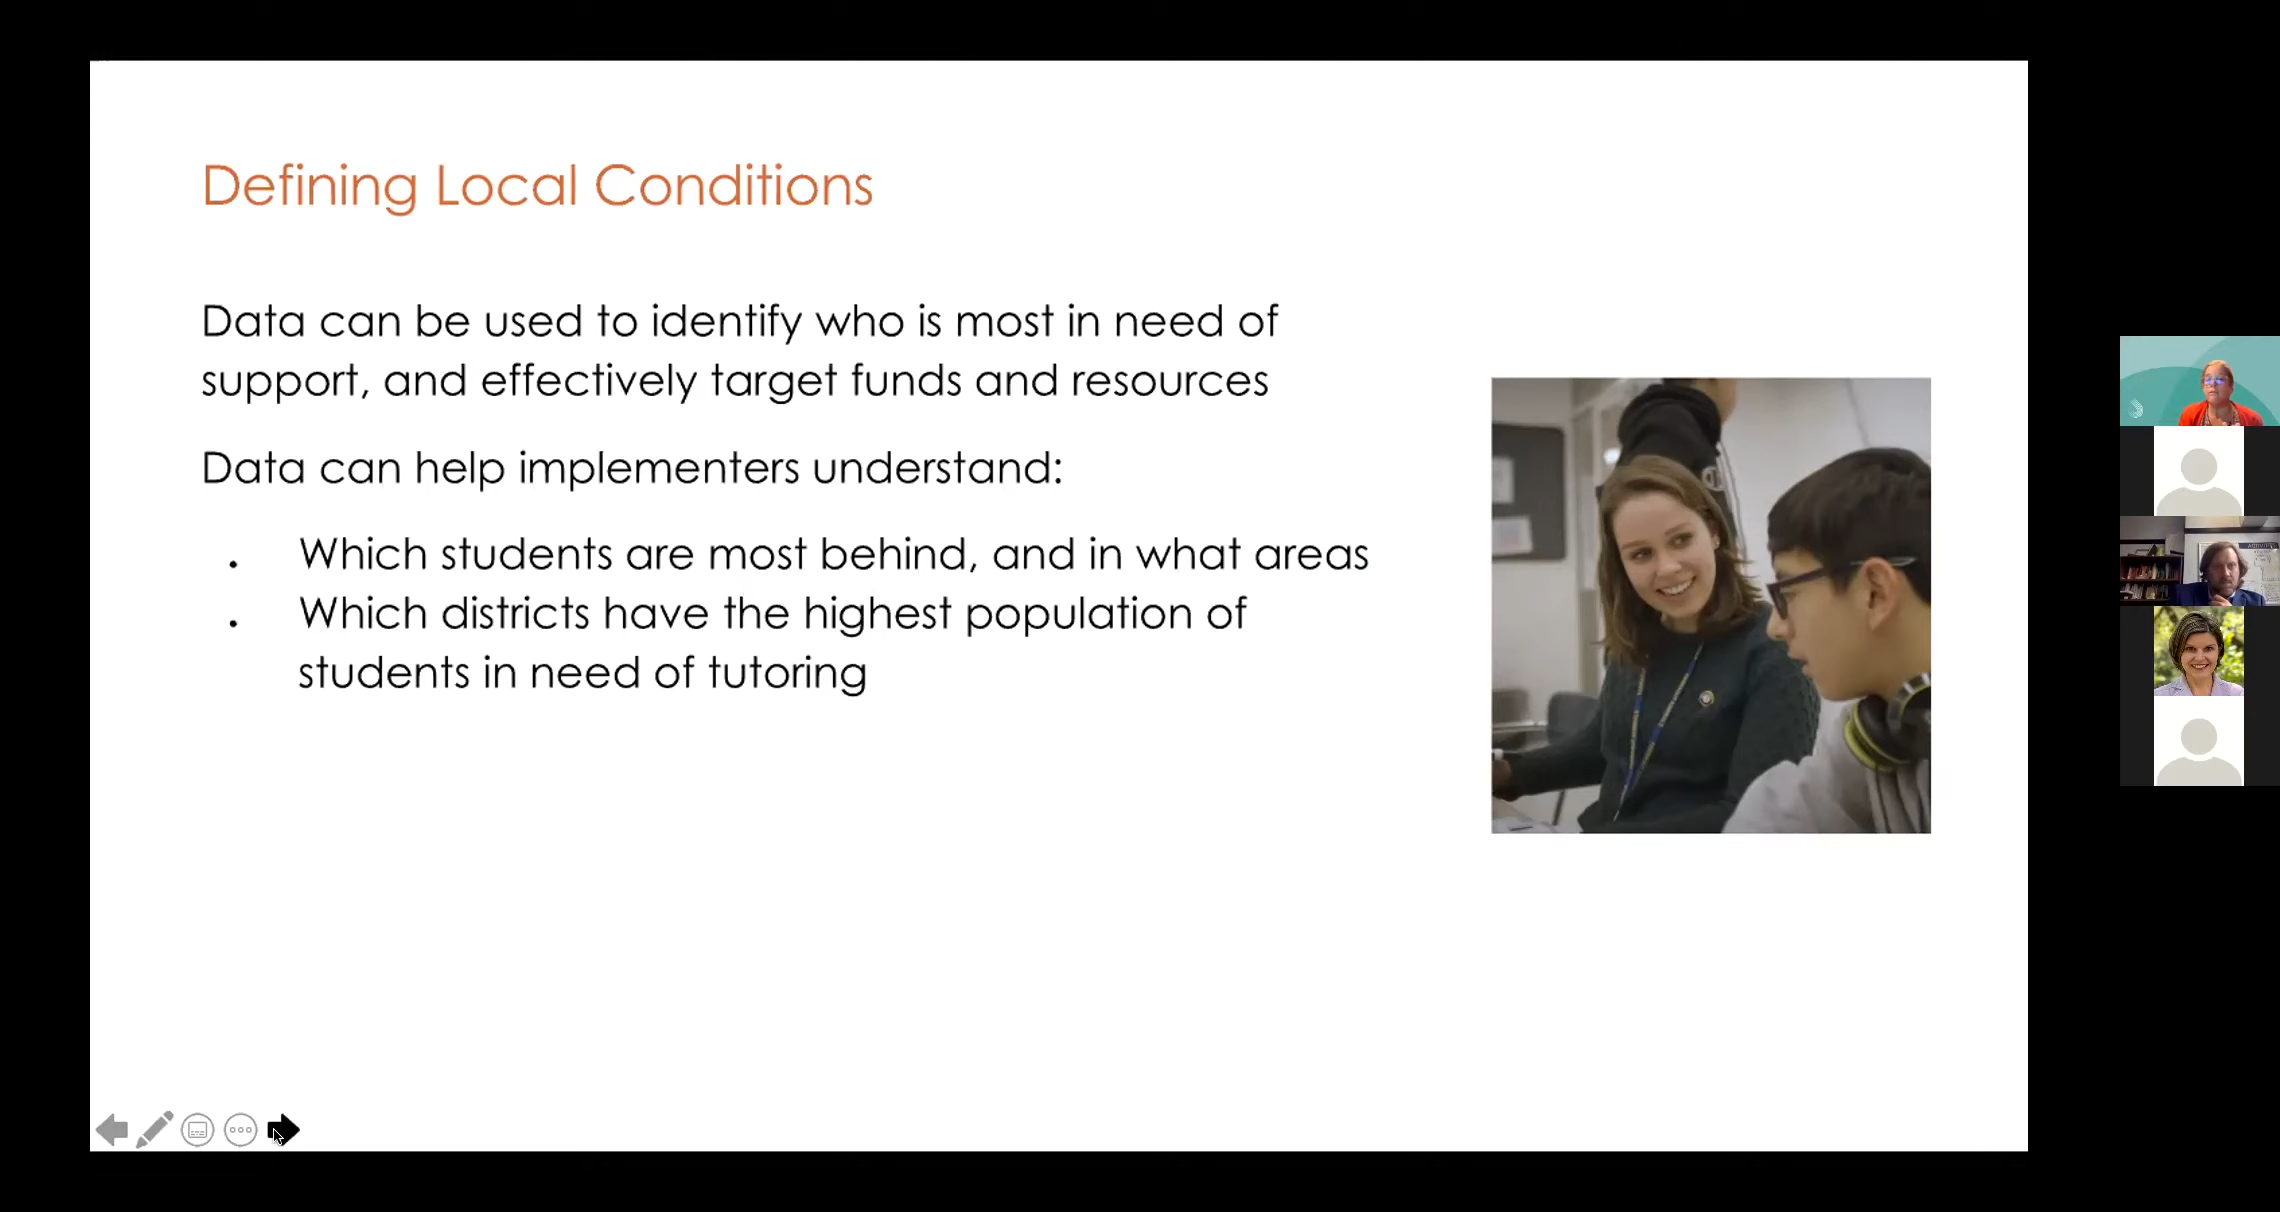 Defining Local Conditions
Data can be used to identify who is most in need of
support, and effectively target funds and resources
Data can help implementers understand:
. Which students are most behind, and in what areas
. Which districts have the highest population of
students in need of tutoring